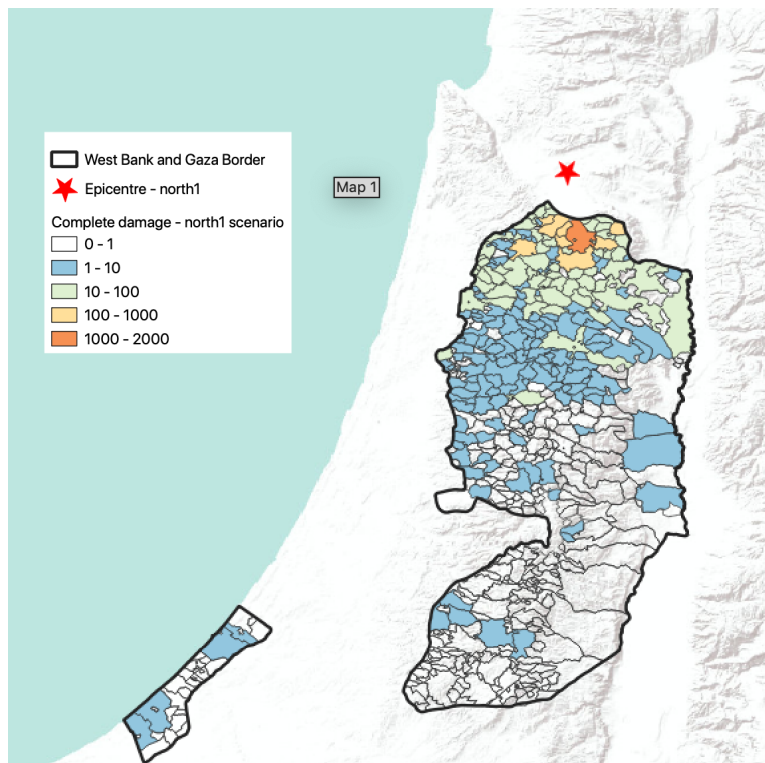 West Bank and Gaza Border
Epicentre - north1
Map 1
Complete damage - north1 scenario
0 - 1
1 - 10
10 - 100
100 - 1000
1000 - 2000